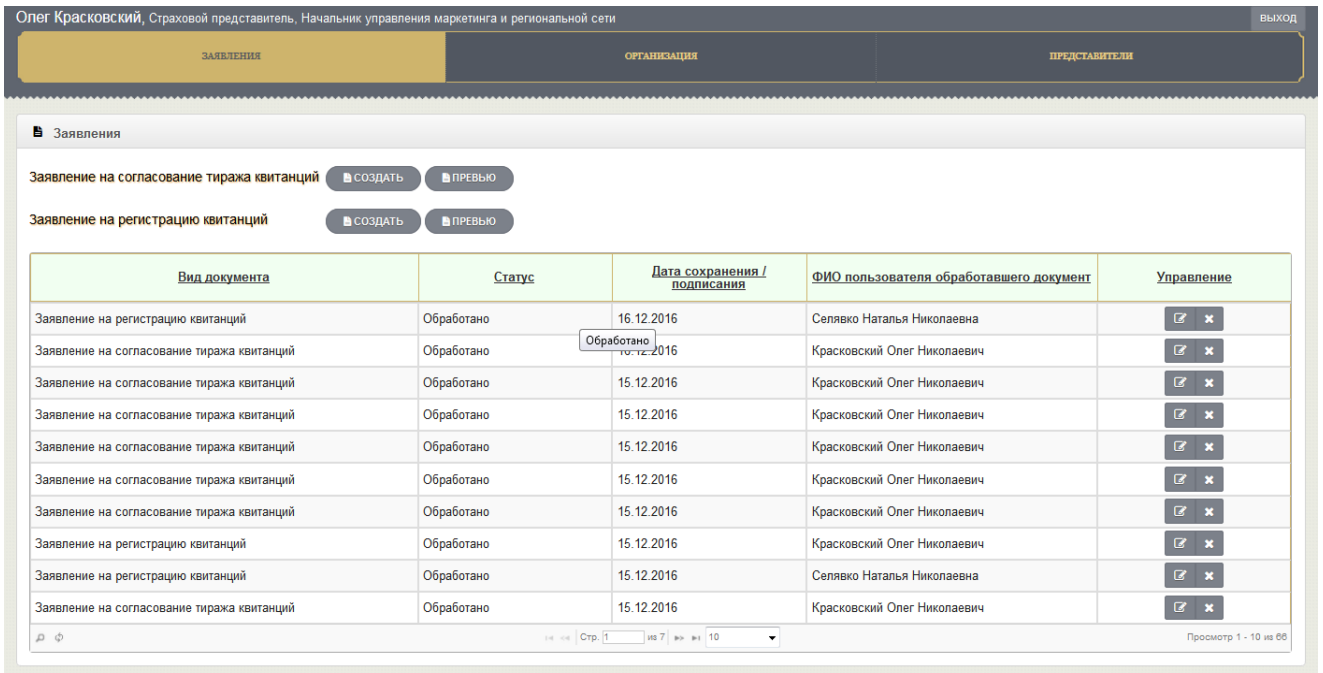 Олег Красковский, Страховой представитель, Начальник управления маркетинга и региональной сети ВЫХОД
ЗАЯВЛЕНИЯ ОРГАНИЗАЦИЯ ПРЕДСТАВИТЕЛИ
Заявления
Заявление на согласование тиража квитанций СОЗДАТЬ ПРЕВЬЮ
Заявление на регистрацию квитанций СОЗДАТЬ ПРЕВЬЮ
Вид документа Статус Дата сохранения / ФИО пользователя обработавшего документ Управление
подписания
Заявление на регистрацию квитанций Обработано 16.12.2016 Селявко Наталья Николаевна
Обработано
Заявление на согласование тиража квитанций Обработано 16.12.2016 Красковский Олег Николаевич
Заявление на согласование тиража квитанций Обработано 15.12.2016 Красковский Олег Николаевич
Заявление на согласование тиража квитанций Обработано 15.12.2016 Красковский Олег Николаевич
Заявление на согласование тиража квитанций Обработано 15.12.2016 Красковский Олег Николаевич
Заявление на согласование тиража квитанций Обработано 15.12.2016 Красковский Олег Николаевич
Заявление на согласование тиража квитанций Обработано 15.12.2016 Красковский Олег Николаевич
Заявление на регистрацию квитанций Обработано 15.12.2016 Красковский Олег Николаевич
Заявление на регистрацию квитанций Обработано 15.12.2016 Селявко Наталья Николаевна
Заявление на согласование тиража квитанций Обработано 15.12.2016 Красковский Олег Николаевич
Стр. 1 из 7 10 Просмотр 1 - 10 из 66